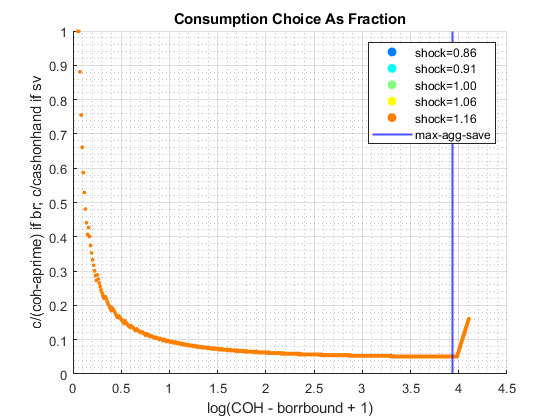 Consumption Choice As Fraction
c/(coh-aprime) if br, c/cashonhand if sv
1
0.9
0.8
0.7
0.6
0.5
0.4
0.3
0.2
0.1
0
shock=0.86
shock=0.91
shock=1.00
shock=1.06
shock=1.16
max-agg-save
0 0.5 1 1.5 2 2.5 3 3.5 4 4.5
log(COH - borrbound + 1)